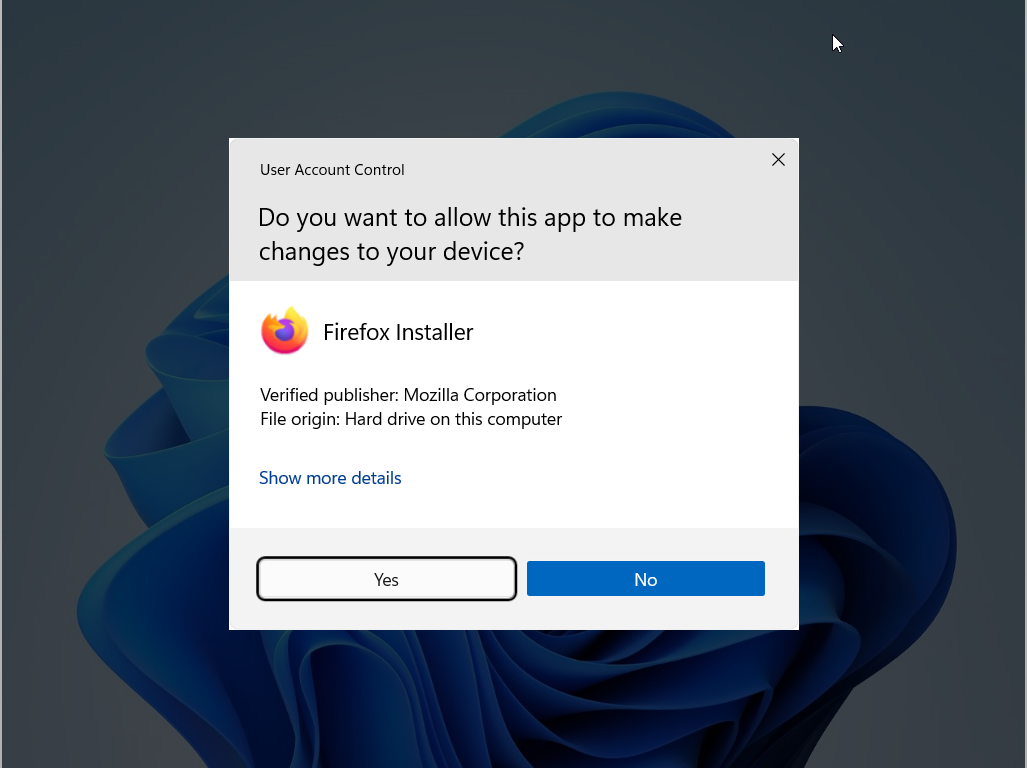 User Account Control
Do you want to allow this app to make
changes to your device?
Firefox Installer
Verified publisher: Mozilla Corporation
File origin: Hard drive on this computer
Show more details
Yes
No